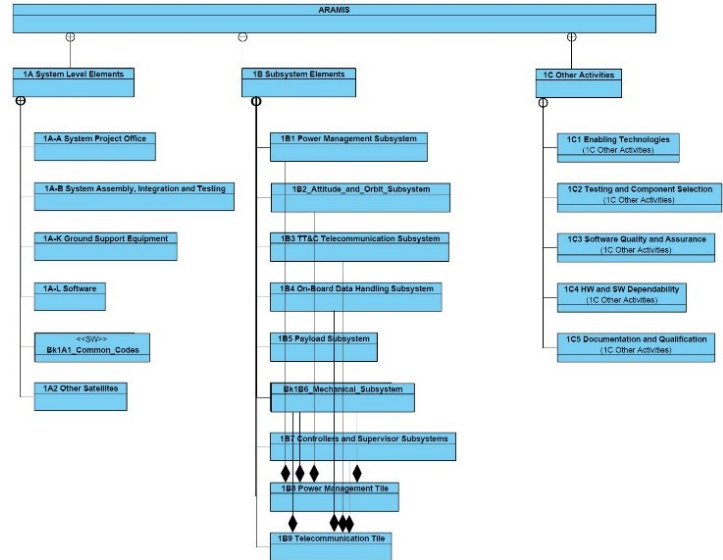 ARAMIS
1A System Level Elements
1A-A System Project Office
1A-B System Assembly, Integration and Testing
1A-K Ground Support Equipment
1A-L Software
<<SW>>
Bk1A1_Common_Codes
1A2 Other Satellites
1B Subsystem Elements
1B1 Power Management Subsystem
1B2_Attitude_and_Orbit_Subsystem
1B3 TT&C Telecommunication Subsystem
1B4 On-Board Data Handling Subsystem
1B5 Payload Subsystem
Bk1B6_Mechanical_Subsystem
1B7 Controllers and Supervisor Subsystems
1B8 Power Management Tile
1B9 Telecommunication Tile
1C Other Activities
1C1 Enabling Technologies
(1C Other Activities)
1C2 Testing and Component Selection
(1C Other Activities)
1C3 Software Quality and Assurance
(1C Other Activities)
1C4 HW and SW Dependability
(1C Other Activities)
1C5 Documentation and Qualification
(1C Other Activities)